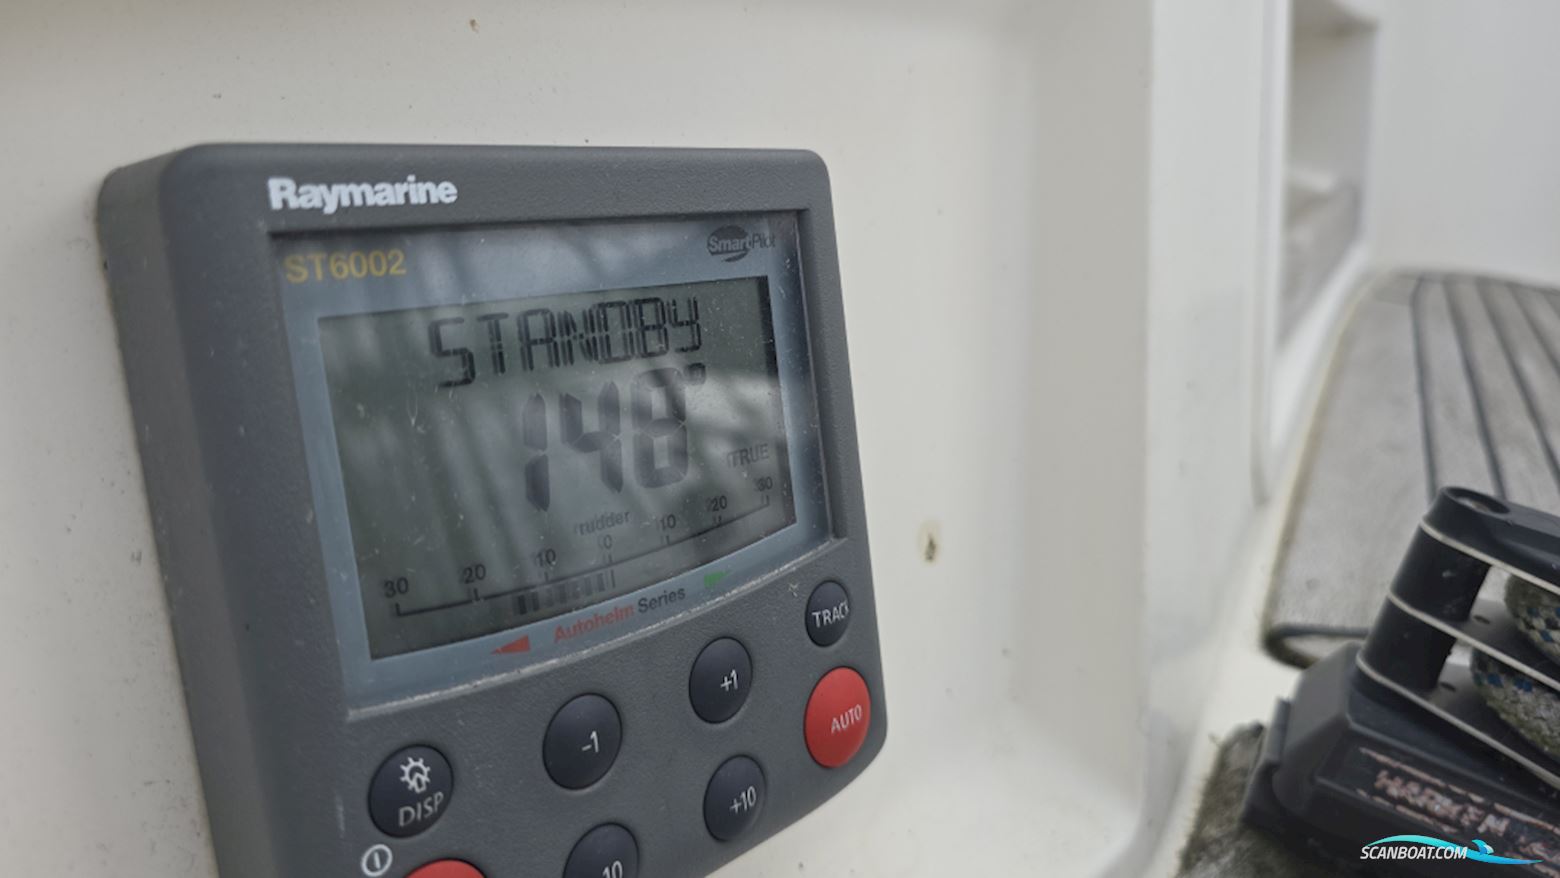 Raymarine
ST6002
SmartPilot
STANDBY
148°
TRUE
rudder
30 20 10 0 10 20 30
Autohelm Series
TRACK
+1
-1
AUTO
DISP
+10
10
HARKEN
SCANBOAT.COM